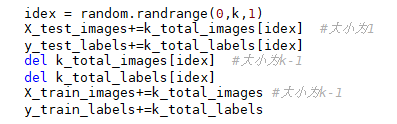 idex = random.randrange(0,k,1)
X_test_images+=k_total_images[idex]  #大小为1
y_test_labels+=k_total_labels[idex]
del k_total_images[idex]  #大小为k-1
del k_total_labels[idex]
X_train_images+=k_total_images #大小为k-1
y_train_labels+=k_total_labels